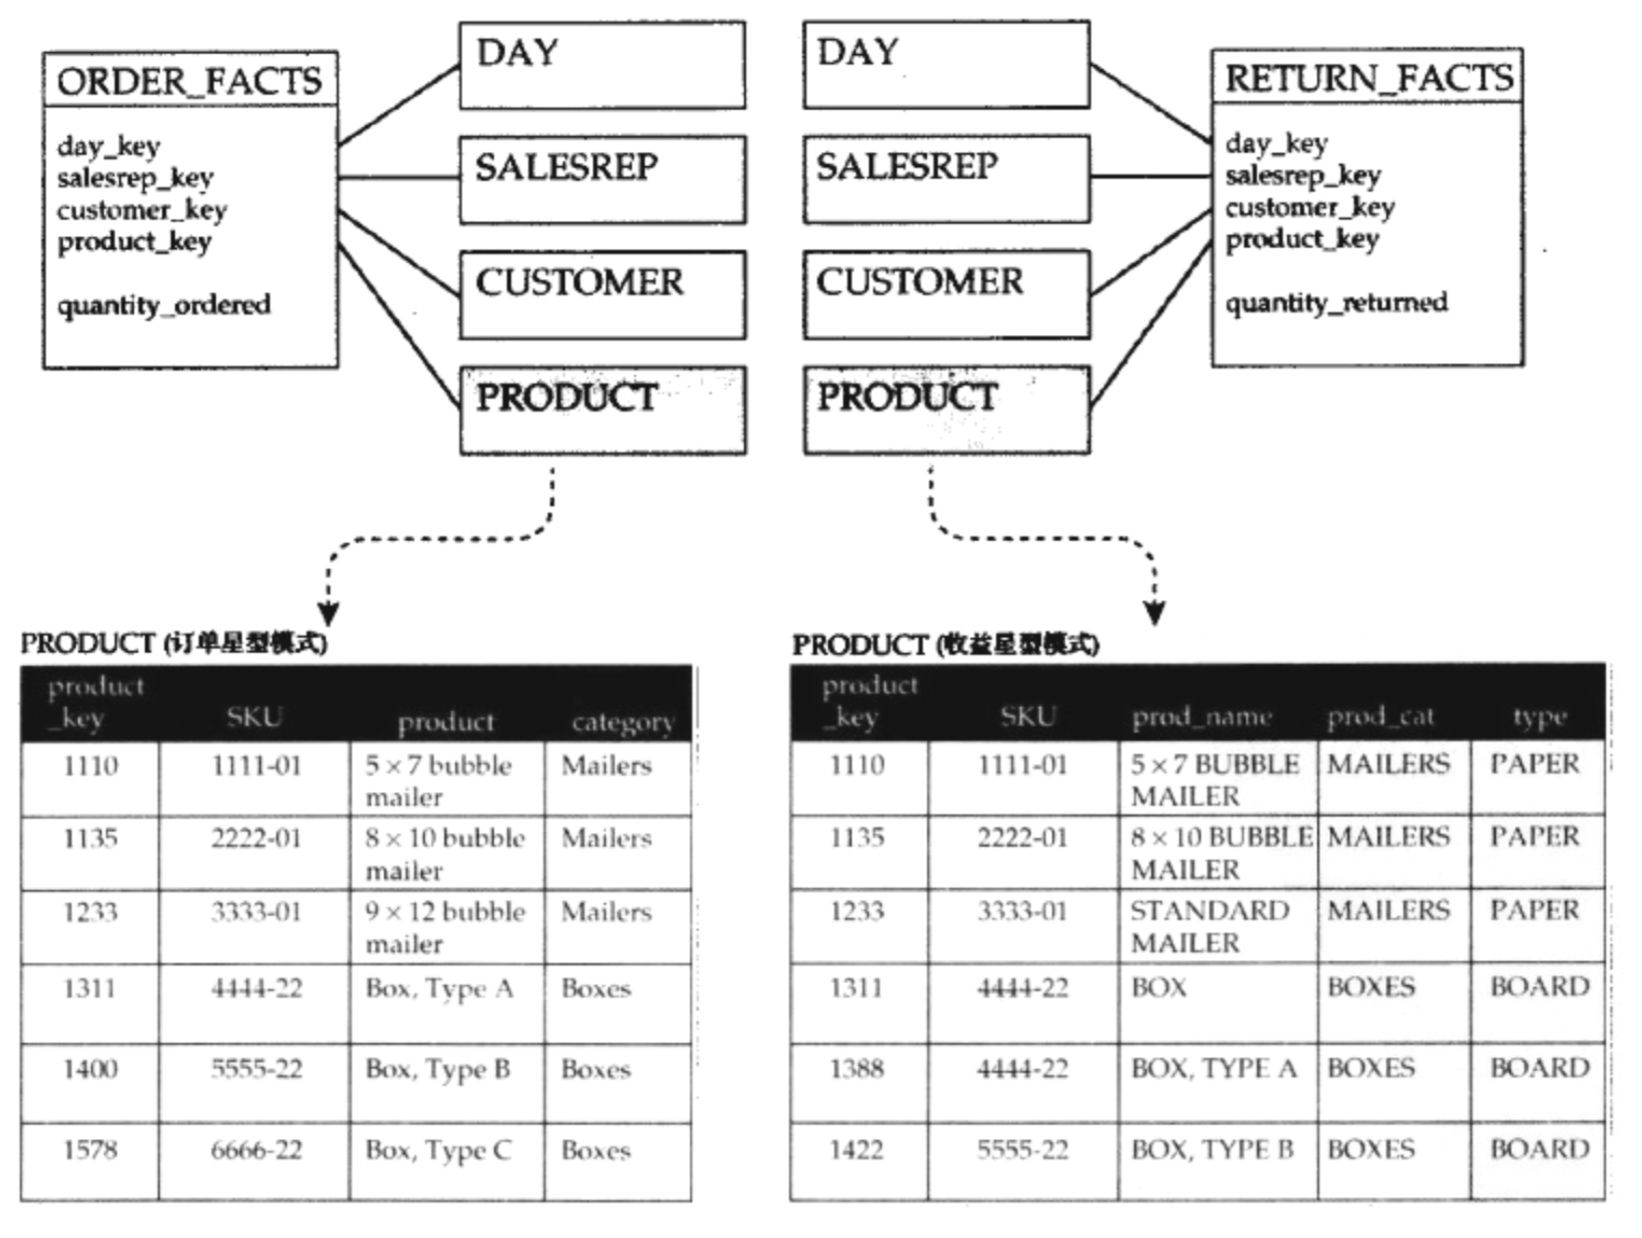 ORDER_FACTS
day_key
salesrep_key
customer_key
product_key
quantity_ordered
DAY
SALESREP
CUSTOMER
PRODUCT
DAY
SALESREP
CUSTOMER
PRODUCT
RETURN_FACTS
day_key
salesrep_key
customer_key
product_key
quantity_returned
PRODUCT (订单星型模式)
product
_key SKU product category
1110 1111-01 5 × 7 bubble Mailers
mailer
1135 2222-01 8 × 10 bubble Mailers
mailer
1233 3333-01 9 × 12 bubble Mailers
mailer
1311 4444-22 Box, Type A Boxes
1400 5555-22 Box, Type B Boxes
1578 6666-22 Box, Type C Boxes
PRODUCT (收益星型模式)
product
_key SKU prod_name prod_cat type
1110 1111-01 5 × 7 BUBBLE MAILERS PAPER
MAILER
1135 2222-01 8 × 10 BUBBLE MAILERS PAPER
MAILER
1233 3333-01 STANDARD MAILERS PAPER
MAILER
1311 4444-22 BOX BOXES BOARD
1388 4444-22 BOX, TYPE A BOXES BOARD
1422 5555-22 BOX, TYPE B BOXES BOARD